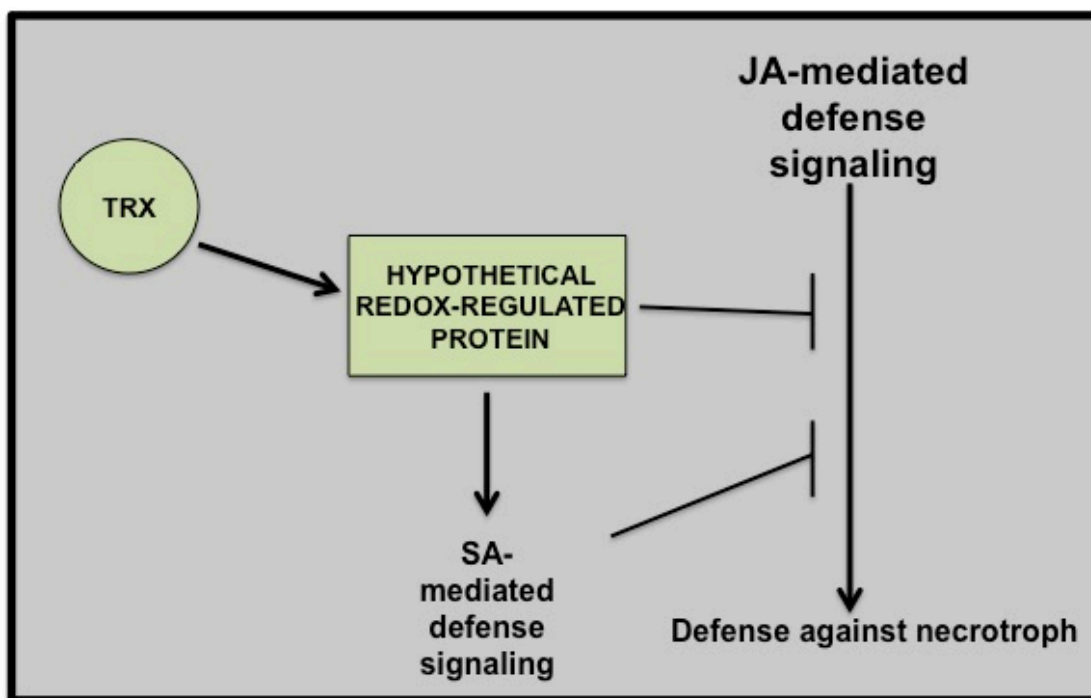 JA-mediated
defense
signaling
TRX
HYPOTHETICAL
REDOX-REGULATED
PROTEIN
SA-
mediated
defense
signaling
Defense against necrotroph